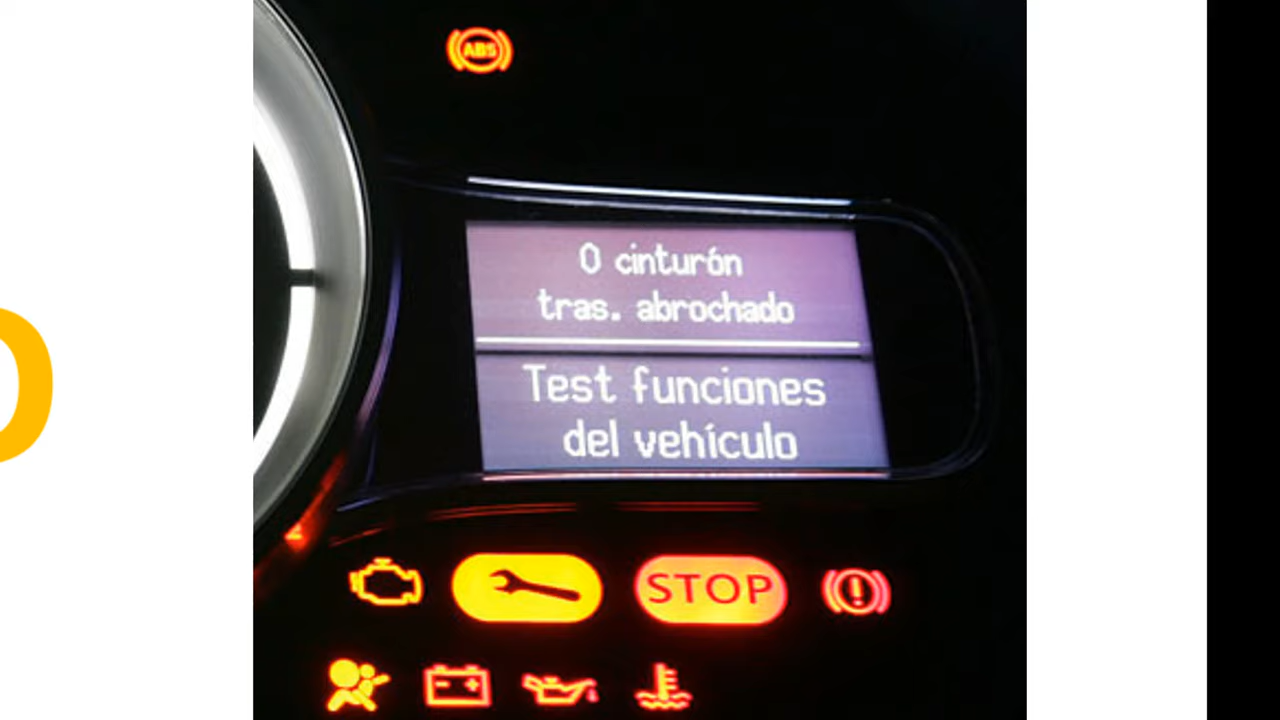 ABS
0 cinturón
tras. abrochado
Test funciones
del vehículo
STOP